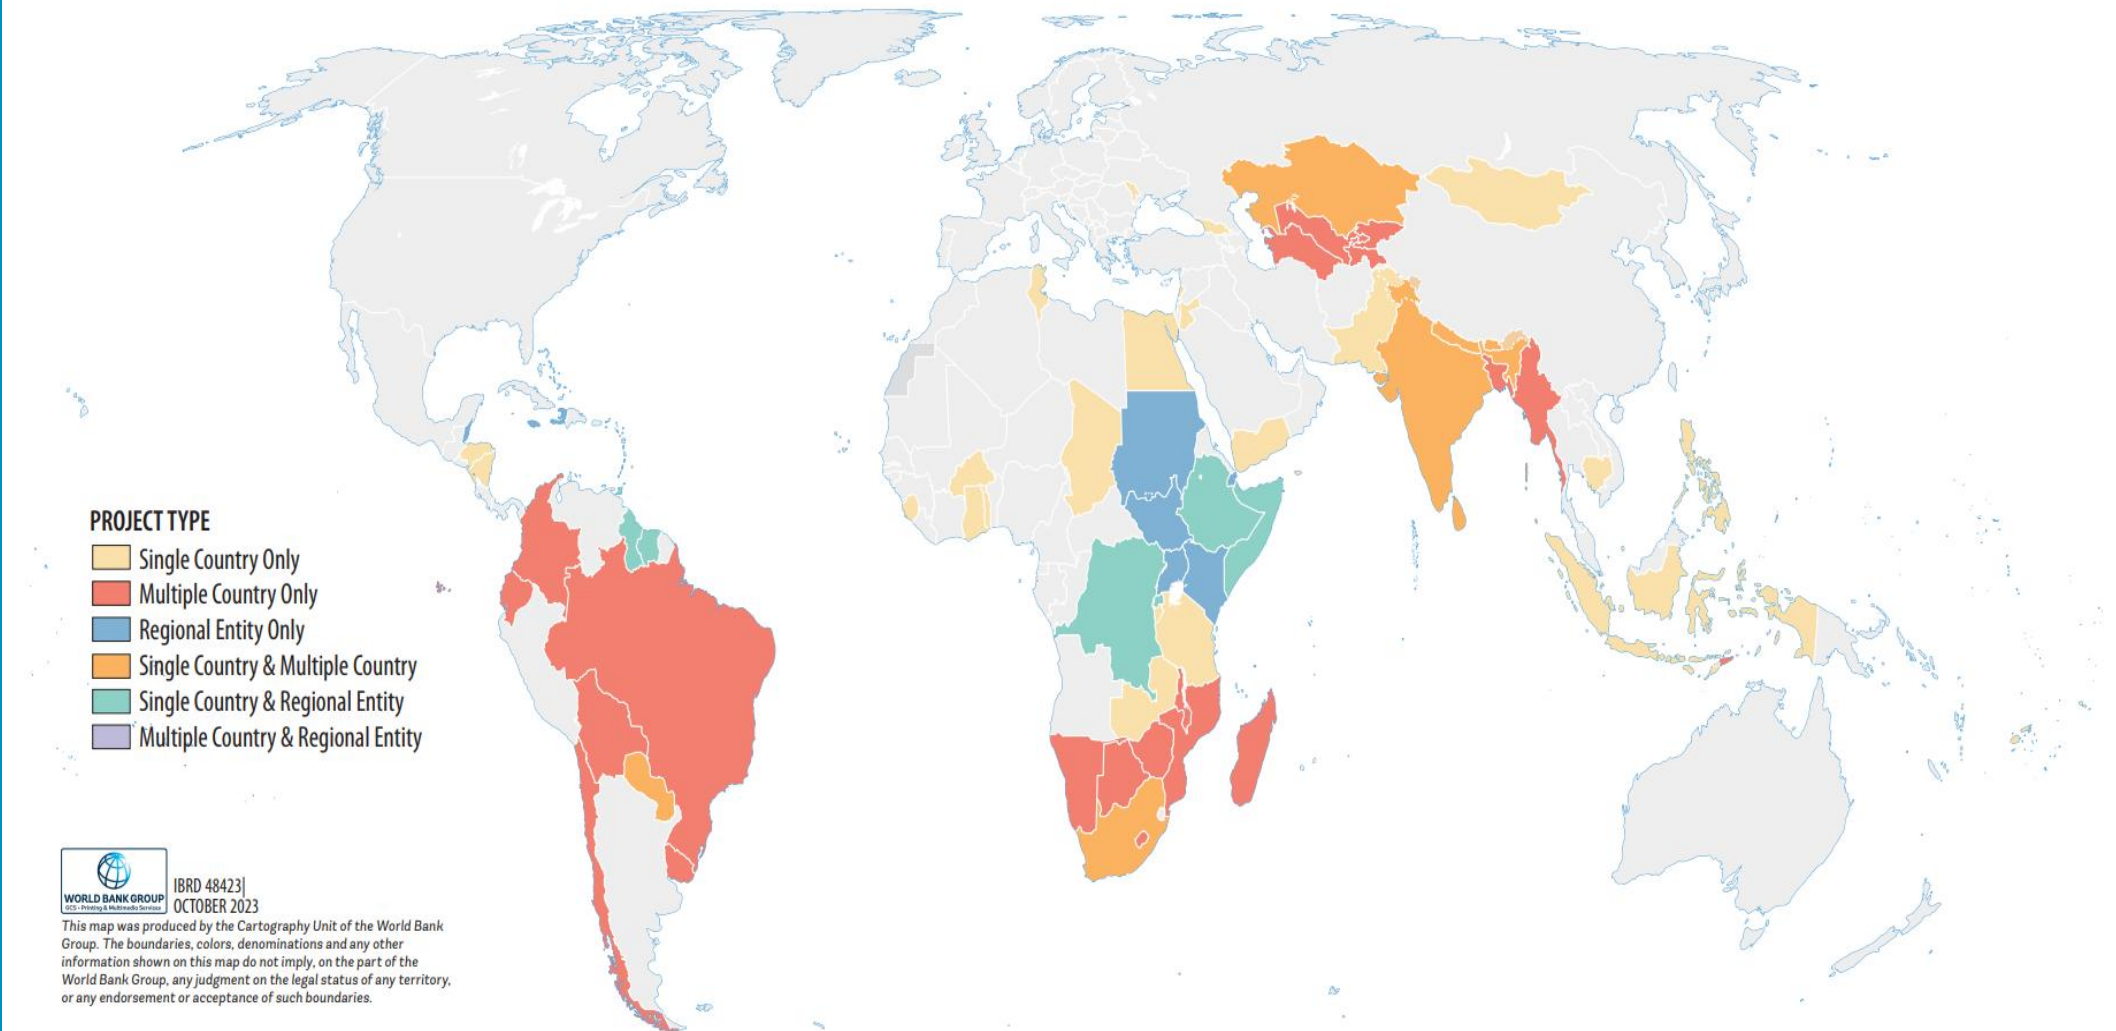 PROJECT TYPE
Single Country Only
Multiple Country Only
Regional Entity Only
Single Country & Multiple Country
Single Country & Regional Entity
Multiple Country & Regional Entity
WORLD BANK GROUP
GCS - Printing & Multimedia Services
IBRD 48423|
OCTOBER 2023
This map was produced by the Cartography Unit of the World Bank
Group. The boundaries, colors, denominations and any other
information shown on this map do not imply, on the part of the
World Bank Group, any judgment on the legal status of any territory,
or any endorsement or acceptance of such boundaries.